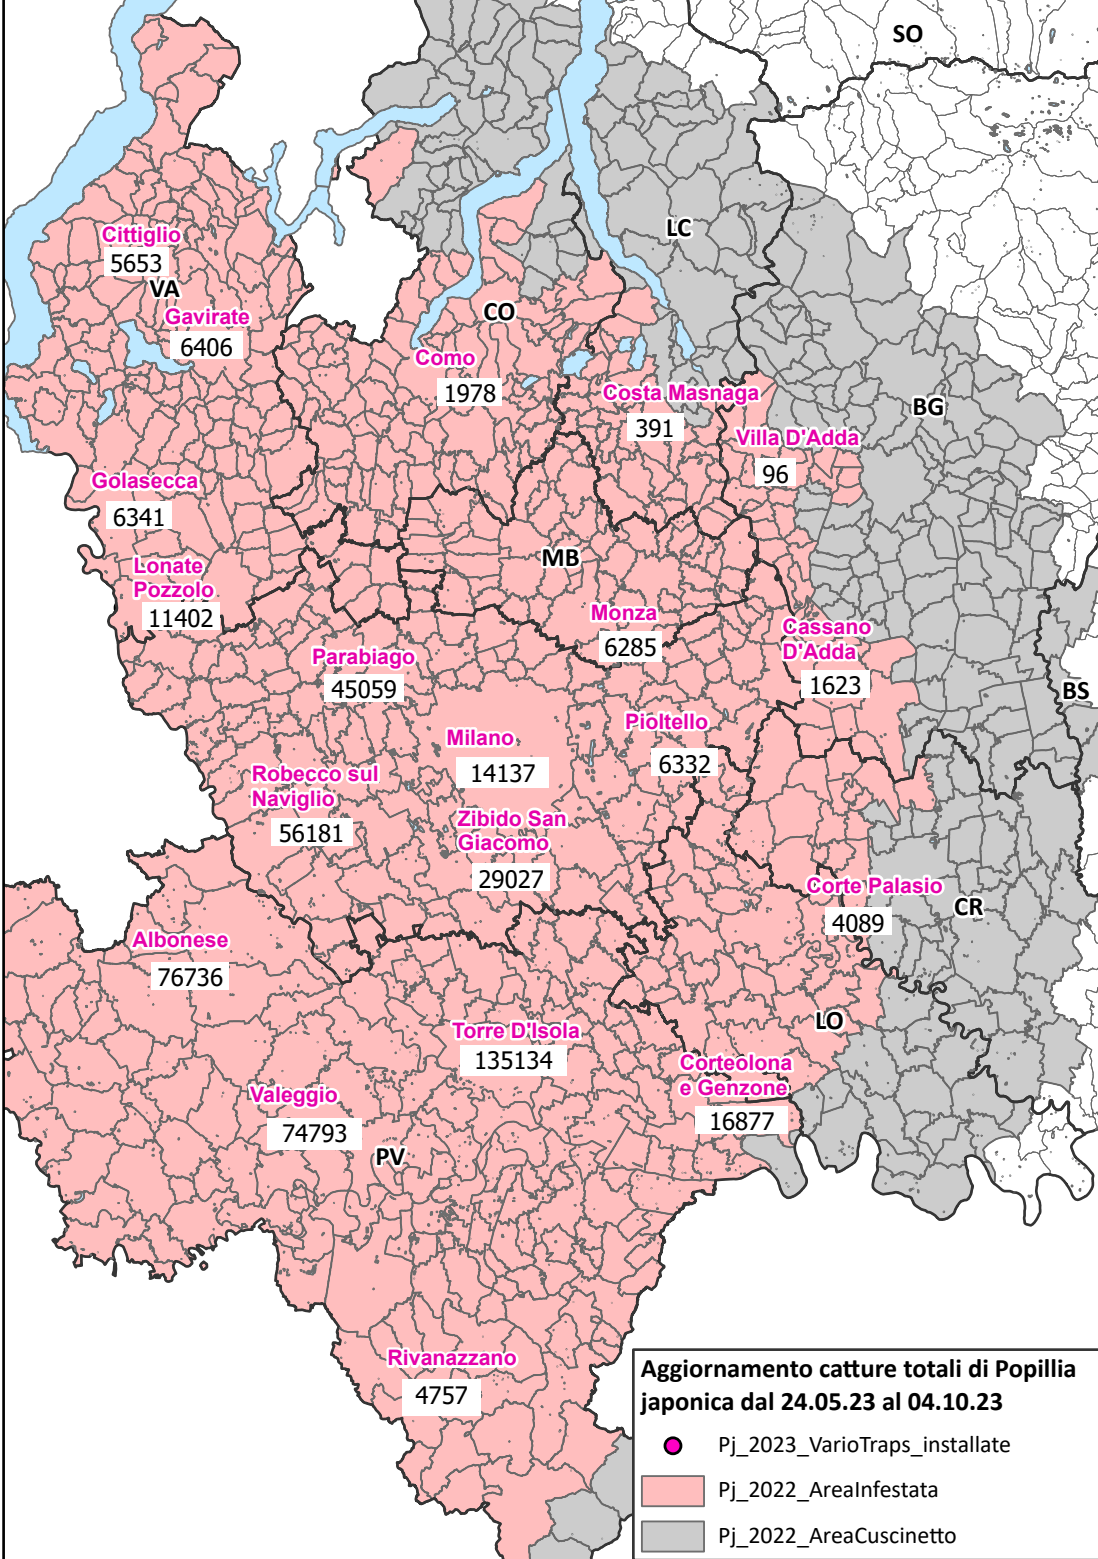 SO
LC
Cittiglio
5653
VA
Gavirate
6406
CO
Como
1978
Costa Masnaga
391
BG
Villa D'Adda
96
Golasecca
6341
MB
Lonate
Pozzolo
11402
Monza
6285
Cassano
D'Adda
1623
Parabiago
45059
BS
Pioltello
6332
Milano
14137
Robecco sul
Naviglio
56181
Zibido San
Giacomo
29027
Corte Palasio
4089
CR
Albonese
76736
LO
Torre D'Isola
135134
Corteolona
e Genzone
16877
Valeggio
74793
PV
Rivanazzano
4757
Aggiornamento catture totali di Popillia
japonica dal 24.05.23 al 04.10.23
Pj_2023_VarioTraps_installate
Pj_2022_AreaInfestata
Pj_2022_AreaCuscinetto